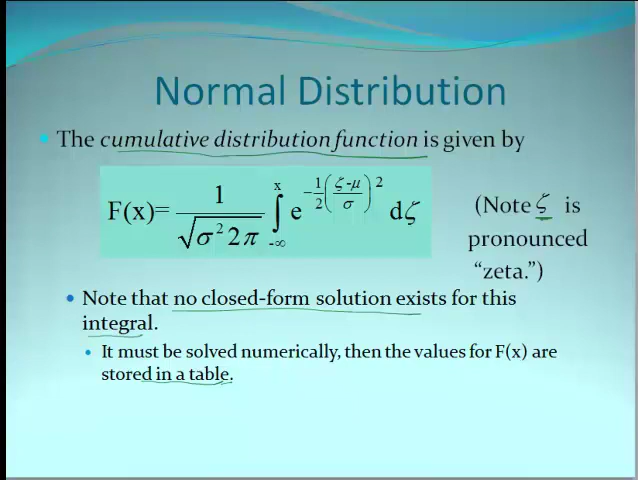 Normal Distribution
The cumulative distribution function is given by
F(x)= 1/√σ²2π ∫_{-∞}^{x} e^{-1/2((ζ-μ)/σ)²} dζ
(Note ζ is
pronounced
“zeta.”)
Note that no closed-form solution exists for this
integral.
It must be solved numerically, then the values for F(x) are
stored in a table.